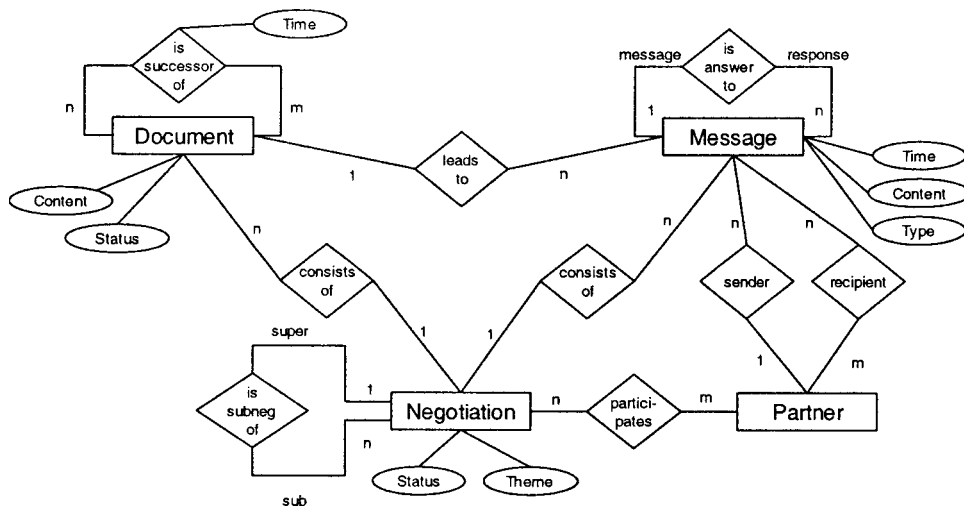 Time
is
successor
of
n
m
Document
Content
Status
message
is
answer
to
response
1
n
Message
Time
Content
Type
1
leads
to
n
n
consists
of
1
n
consists
of
1
n
sender
1
n
recipient
m
super
1
is
subneg
of
n
sub
Negotiation
Status
Theme
n
partici-
pates
m
Partner